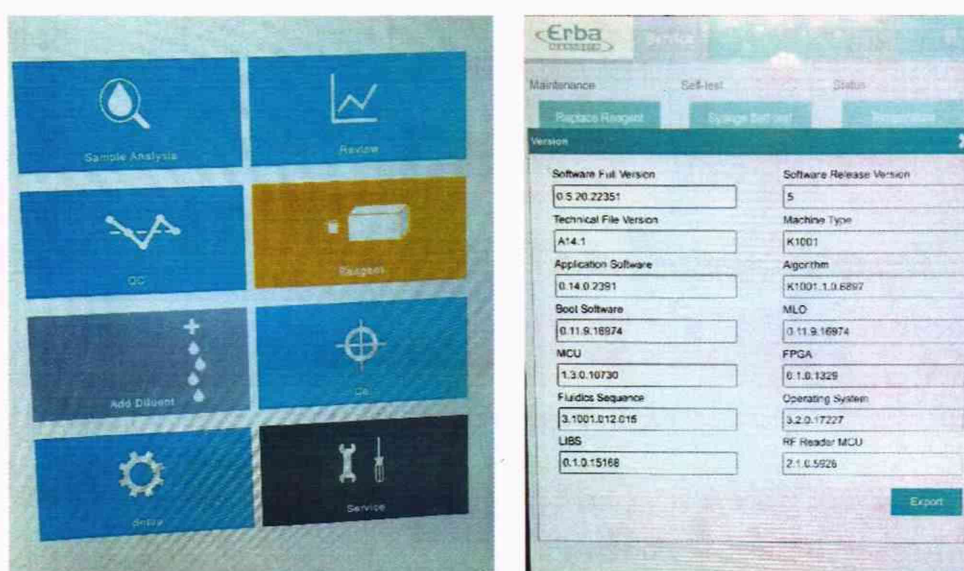 Sample Analysis
Review
QC
Reagent
Add Diluent
Service
Erba
Service
Maintenance
Self-test
Status
Replace Reagent
Syringe Self-test
Temperature
Version
Software Full Version
Software Release Version
0.5.20.22351
5
Technical File Version
Machine Type
A14.1
K1001
Application Software
Algorithm
0.14.0.2391
K1001.1.0.6897
Boot Software
MLO
0.11.9.16974
0.11.9.16974
MCU
FPGA
1.3.0.10730
6.1.0.1329
Fluidics Sequence
Operating System
3.1001.012.015
3.2.0.17227
LIBS
RF Reader MCU
0.1.0.15168
2.1.0.5926
Export